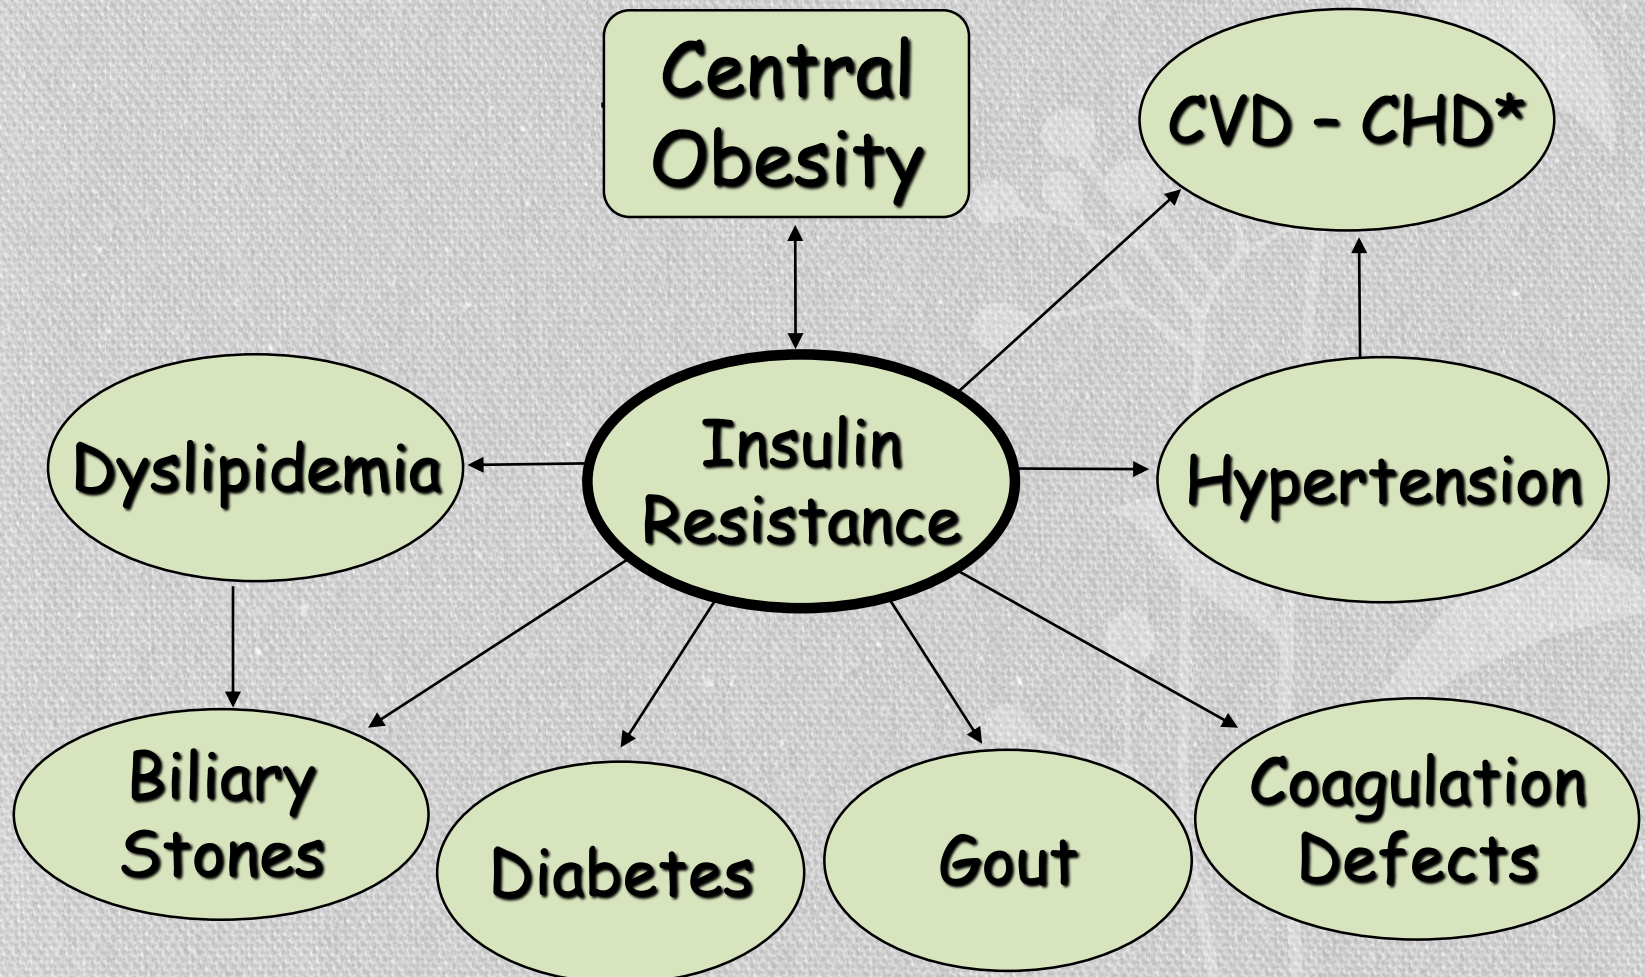 Central
Obesity
CVD – CHD*
Dyslipidemia
Insulin
Resistance
Hypertension
Biliary
Stones
Diabetes
Gout
Coagulation
Defects